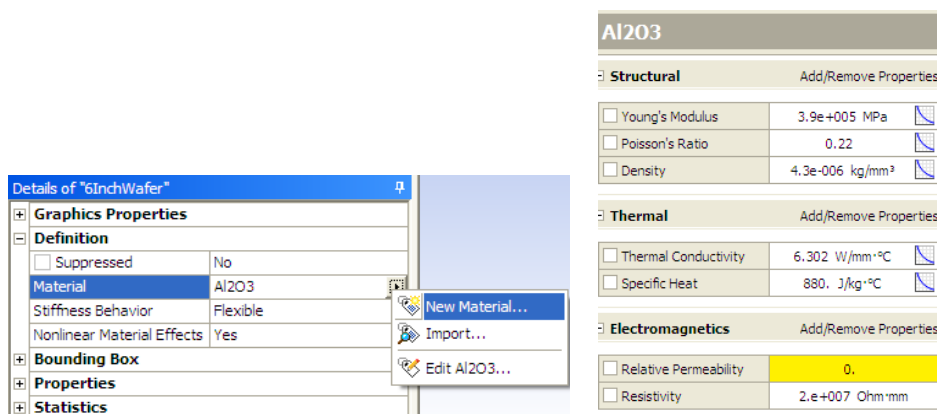 Details of "6InchWafer"
Graphics Properties
Definition
Suppressed No
Material Al2O3
Stiffness Behavior Flexible
Nonlinear Material Effects Yes
Bounding Box
Properties
Statistics
New Material...
Import...
Edit Al2O3...
Al2O3
Structural Add/Remove Properties
Young's Modulus 3.9e+005 MPa
Poisson's Ratio 0.22
Density 4.3e-006 kg/mm³
Thermal Add/Remove Properties
Thermal Conductivity 6.302 W/mm·°C
Specific Heat 880. J/kg·°C
Electromagnetics Add/Remove Properties
Relative Permeability 0.
Resistivity 2.e+007 Ohm·mm